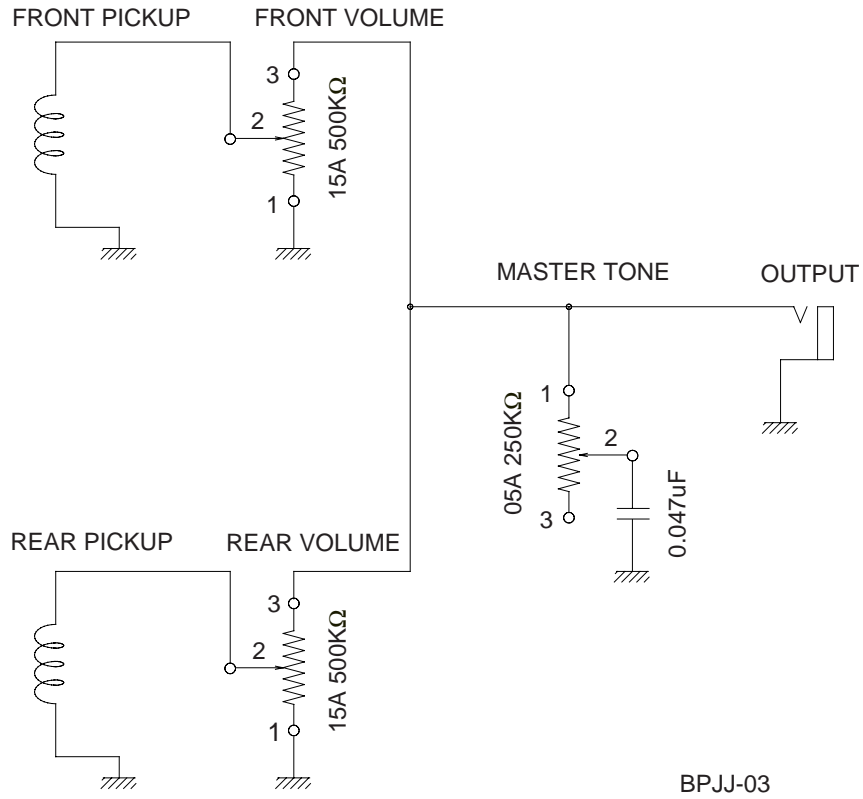 FRONT PICKUP
FRONT VOLUME
3
2
1
15A 500KΩ
MASTER TONE
OUTPUT
1
2
3
05A 250KΩ
0.047uF
REAR PICKUP
REAR VOLUME
3
2
1
15A 500KΩ
BPJJ-03